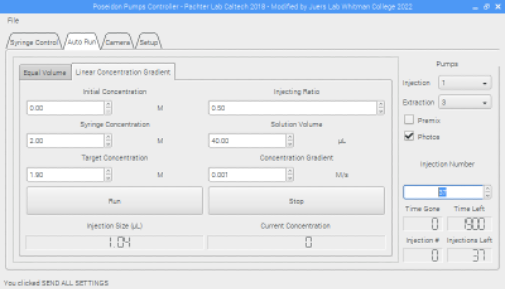 Poseidon Pumps Controller - Pachter Lab Caltech 2018 - Modified by Juers Lab Whitman College 2022
File
Syringe Control Auto Run Camera Setup
Equal Volume Linear Concentration Gradient
Initial Concentration Injecting Ratio
0.00 M 0.50
Syringe Concentration Solution Volume
2.00 M 40.00 µL
Target Concentration Concentration Gradient
1.90 M 0.001 M/s
Run Stop
Injection Size (µL) Current Concentration
1.04 0
Pumps
Injection 1
Extraction 3
Premix
Photos
Injection Number
Time Gone Time Left
0 1900
Injection # Injections Left
0 37
You clicked SEND ALL SETTINGS